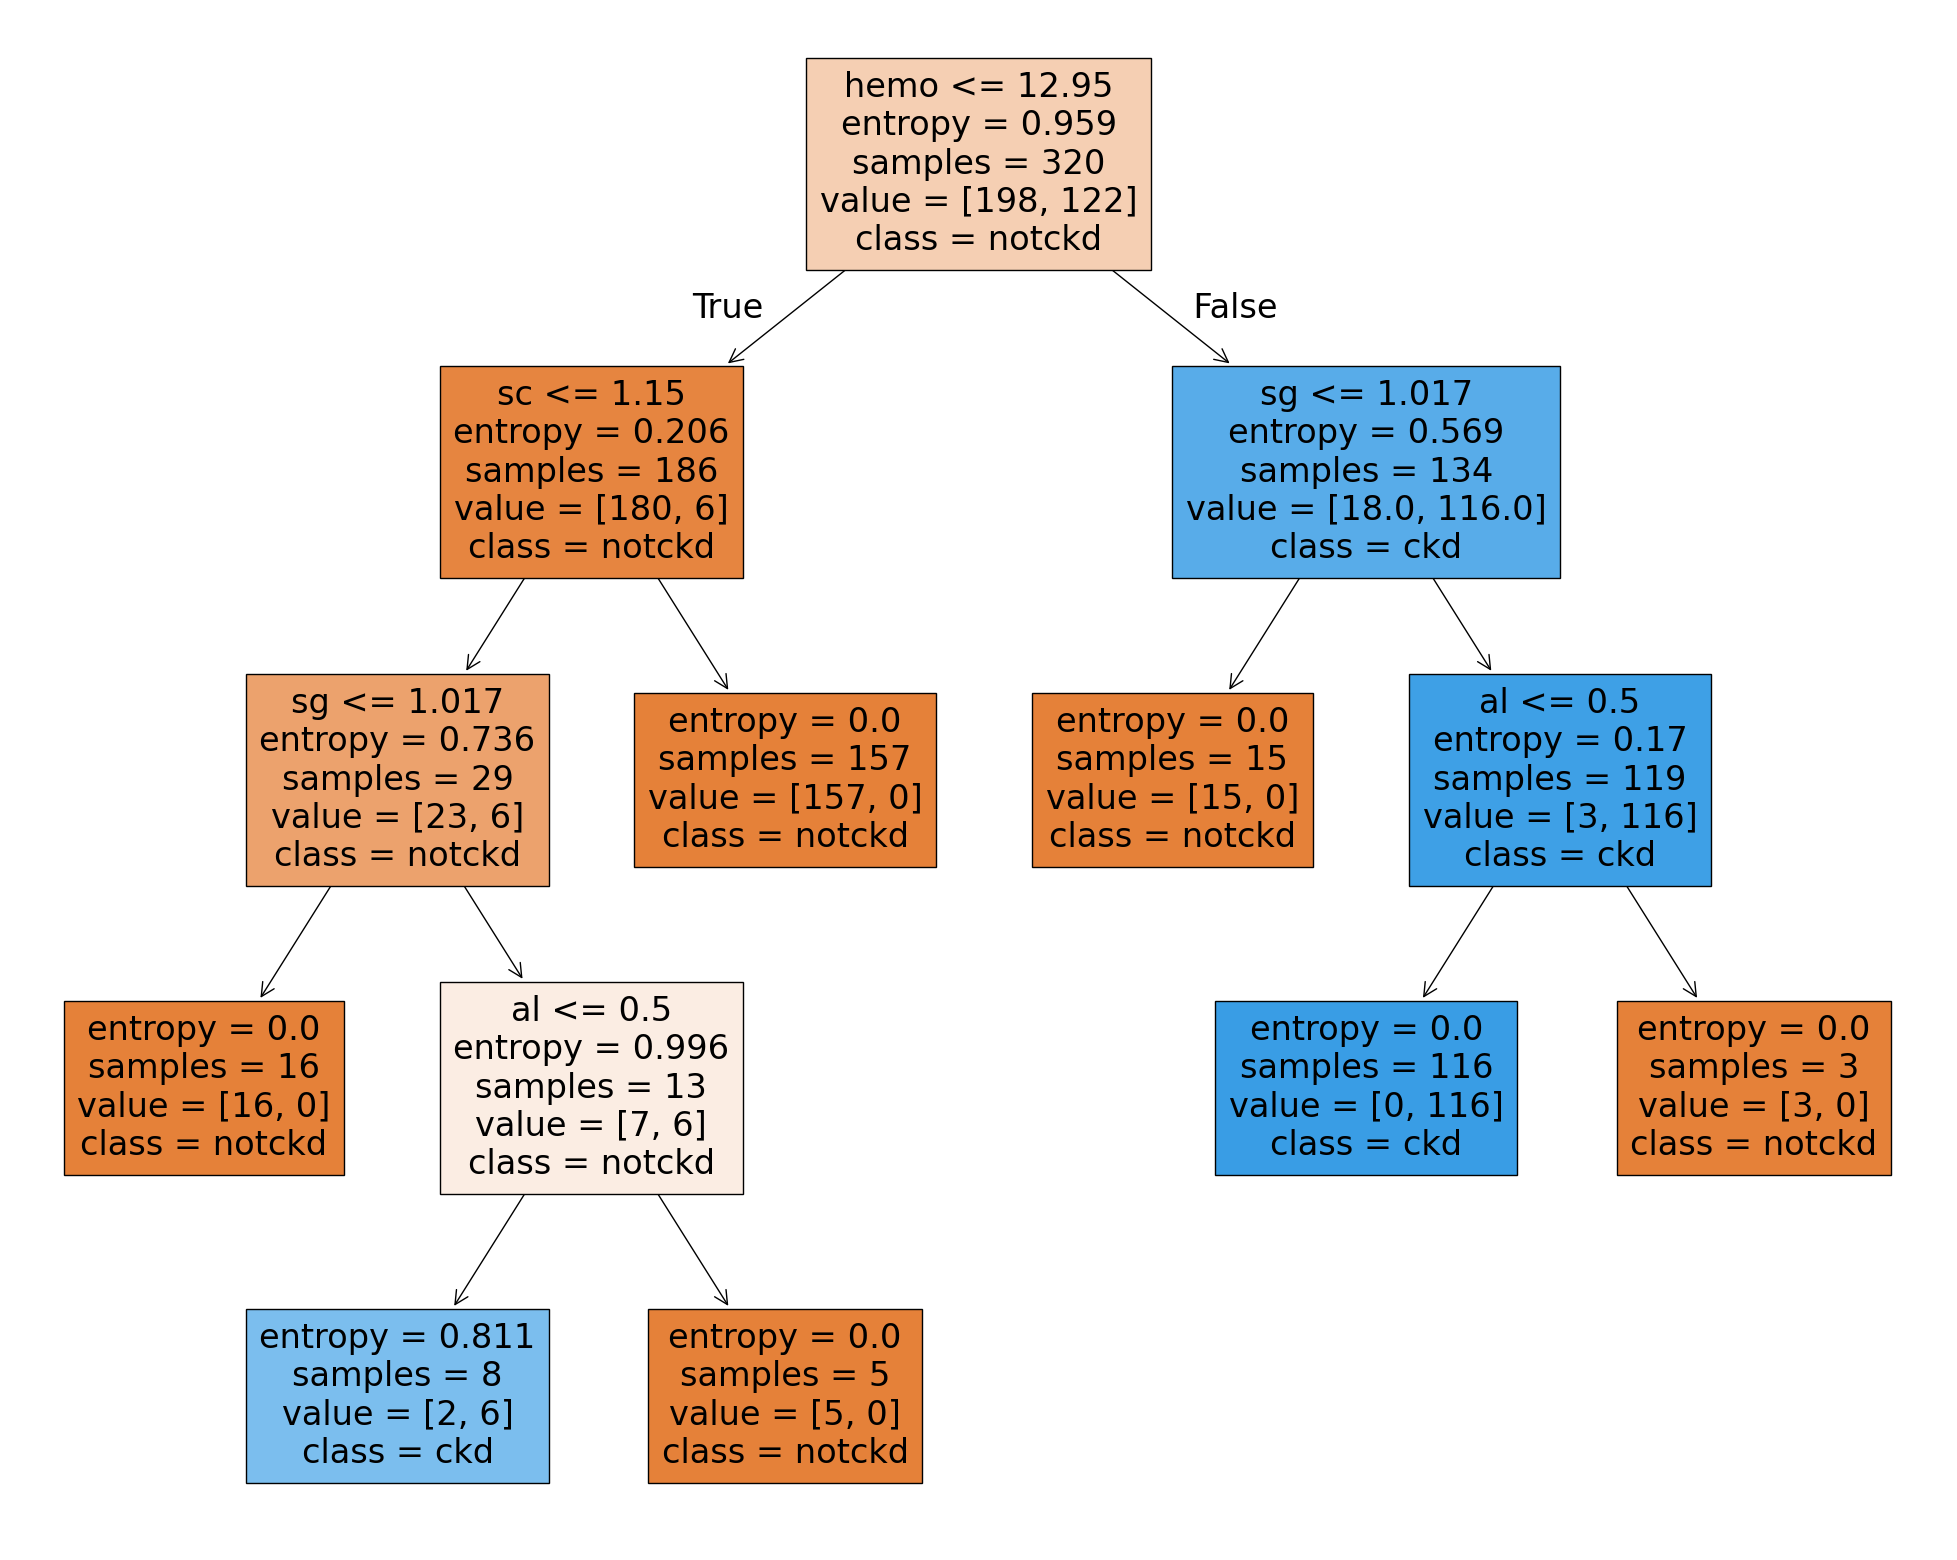 hemo <= 12.95
entropy = 0.959
samples = 320
value = [198, 122]
class = notckd
True
False
sc <= 1.15
entropy = 0.206
samples = 186
value = [180, 6]
class = notckd
sg <= 1.017
entropy = 0.569
samples = 134
value = [18.0, 116.0]
class = ckd
sg <= 1.017
entropy = 0.736
samples = 29
value = [23, 6]
class = notckd
entropy = 0.0
samples = 157
value = [157, 0]
class = notckd
entropy = 0.0
samples = 15
value = [15, 0]
class = notckd
al <= 0.5
entropy = 0.17
samples = 119
value = [3, 116]
class = ckd
entropy = 0.0
samples = 16
value = [16, 0]
class = notckd
al <= 0.5
entropy = 0.996
samples = 13
value = [7, 6]
class = notckd
entropy = 0.0
samples = 116
value = [0, 116]
class = ckd
entropy = 0.0
samples = 3
value = [3, 0]
class = notckd
entropy = 0.811
samples = 8
value = [2, 6]
class = ckd
entropy = 0.0
samples = 5
value = [5, 0]
class = notckd